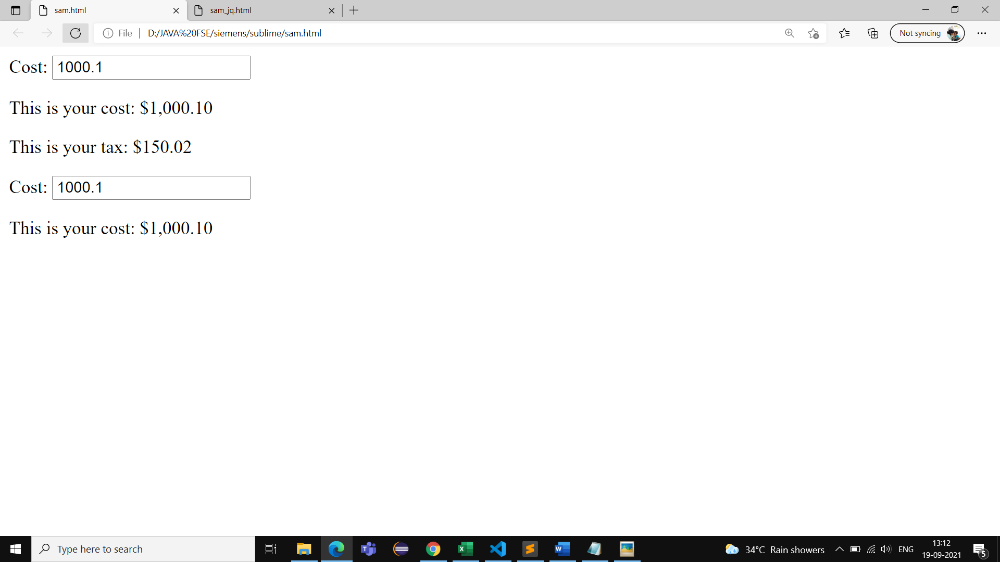 sam.html
sam_jq.html
File
D:/JAVA%20FSE/siemens/sublime/sam.html
Not syncing
Cost: 1000.1
This is your cost: $1,000.10
This is your tax: $150.02
Cost: 1000.1
This is your cost: $1,000.10
Type here to search
34°C Rain showers
ENG
13:12
19-09-2021
5